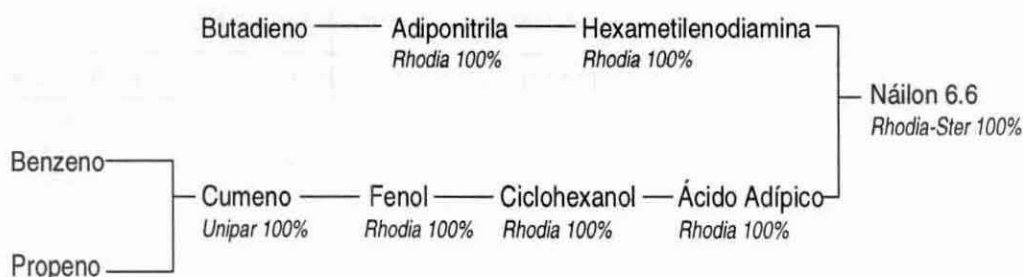 Butadieno Adiponitrila Hexametilenodiamina
Rhodia 100% Rhodia 100%
Náilon 6.6
Rhodia-Ster 100%
Benzeno
Cumeno Fenol Ciclohexanol Ácido Adípico
Unipar 100% Rhodia 100% Rhodia 100% Rhodia 100%
Propeno